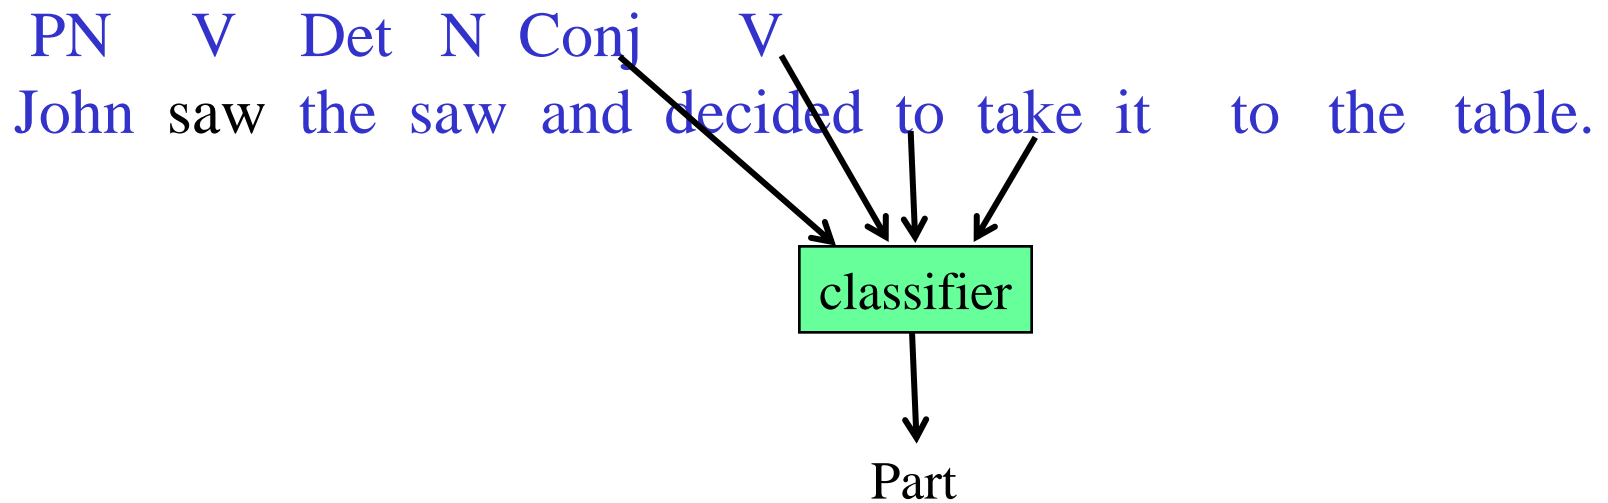 PN V Det N Conj V
John saw the saw and decided to take it to the table.
classifier
Part